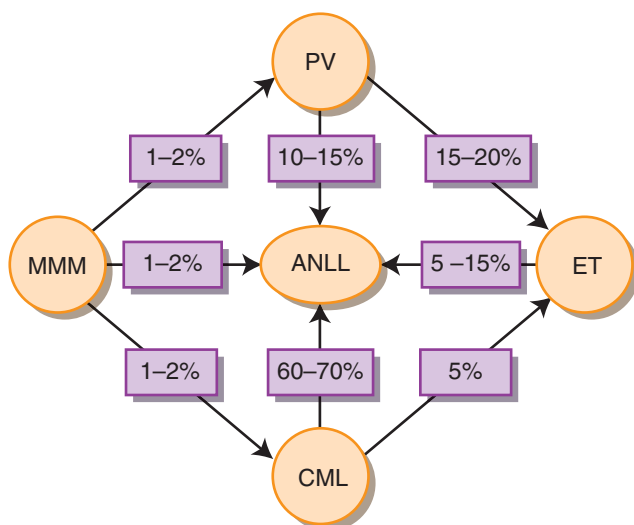 PV
1–2%
10–15%
15–20%
MMM
1–2%
ANLL
5 –15%
ET
1–2%
60–70%
5%
CML